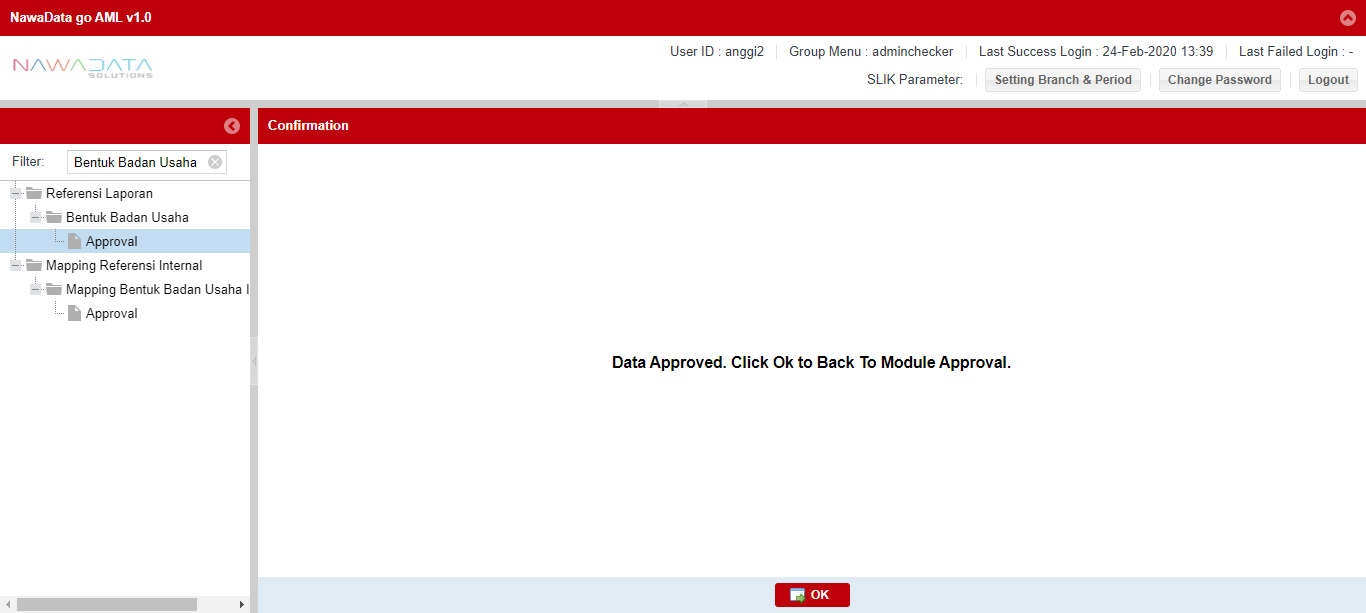 NawaData go AML v1.0
NAWADATA
SOLUTIONS
User ID : anggi2 Group Menu : adminchecker Last Success Login : 24-Feb-2020 13:39 Last Failed Login : -
SLIK Parameter: Setting Branch & Period Change Password Logout
Confirmation
Filter: Bentuk Badan Usaha
Referensi Laporan
Bentuk Badan Usaha
Approval
Mapping Referensi Internal
Mapping Bentuk Badan Usaha I
Approval
Data Approved. Click Ok to Back To Module Approval.
OK